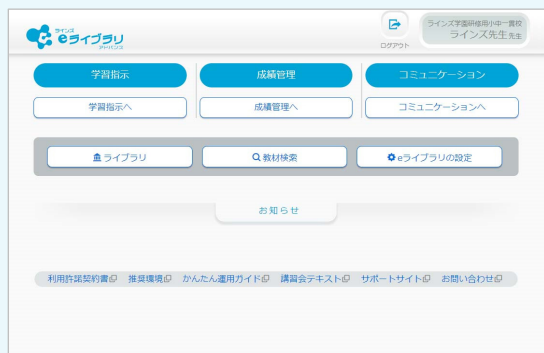 ラインズ
eライブラリ
アドバンス
ログアウト
ラインズ学園研修用小中一貫校
ラインズ先生先生
学習指示
成績管理
コミュニケーション
学習指示へ
成績管理へ
コミュニケーションへ
ライブラリ
教材検索
eライブラリの設定
お知らせ
利用許諾契約書 推奨環境 かんたん運用ガイド 講習会テキスト サポートサイト お問い合わせ